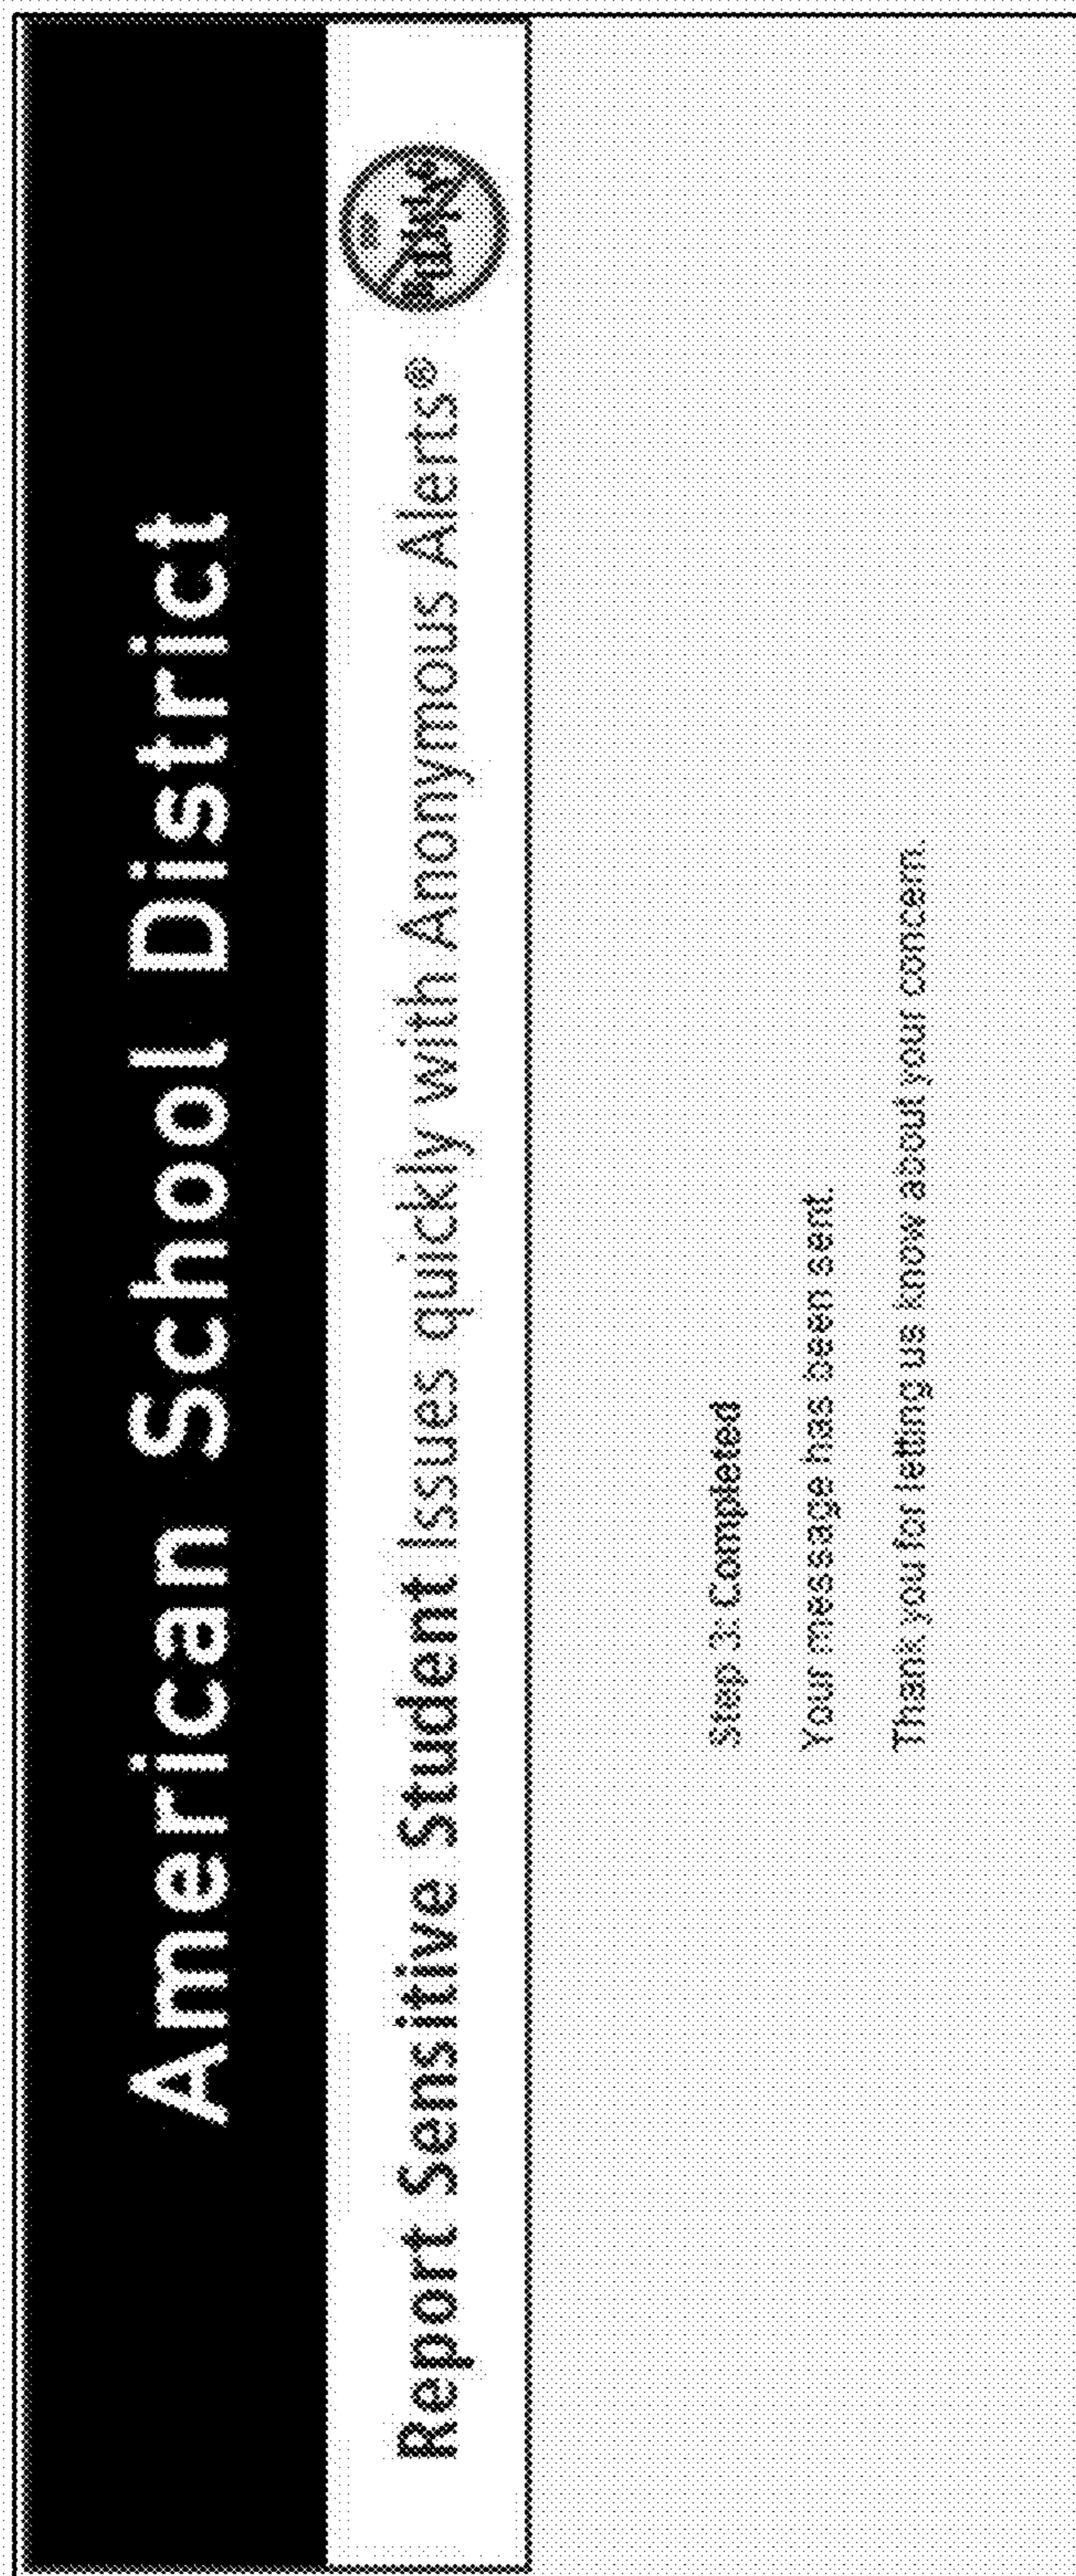 American School District
Report Sensitive Student Issues quickly with Anonymous Alerts®
Step 3: Completed
Your message has been sent.
Thank you for letting us know about your concern.